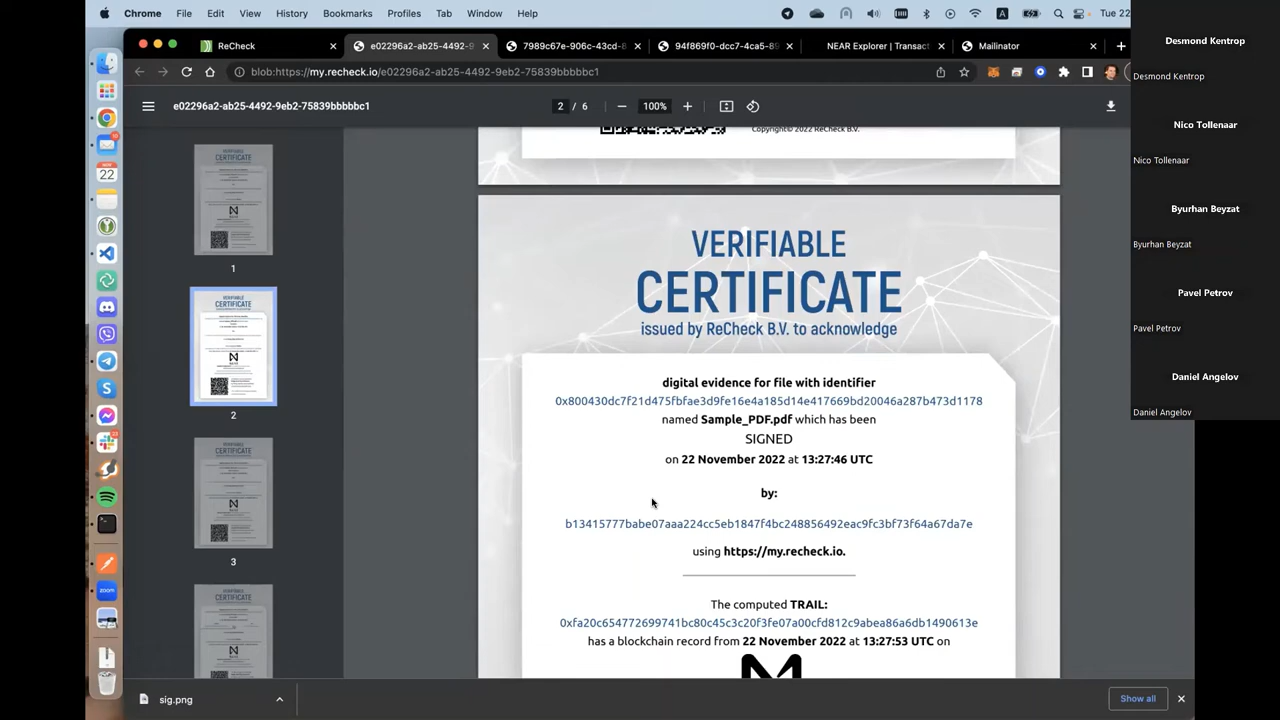 Chrome File Edit View History Bookmarks Profiles Tab Window Help A Tue 22
ReCheck e02296a2-ab25-4492-9 7989ec7e-906c-43cd-8 94f869f0-dcc7-4ca5-89 NEAR Explorer | Transact Mailinator
blob:https://my.recheck.io/e02296a2-ab25-4492-9eb2-75839bbbbbc1
e02296a2-ab25-4492-9eb2-75839bbbbbc1 2 / 6 100%
Copyright© 2022 ReCheck B.V.
1
2
3
VERIFIABLE
CERTIFICATE
issued by ReCheck B.V. to acknowledge
digital evidence for file with identifier
0x800430dc7f21d475fbfae3d9fe16e4a185d14e417669bd20046a287b473d1178
named Sample_PDF.pdf which has been
SIGNED
on 22 November 2022 at 13:27:46 UTC
by:
b13415777babe07aaa224cc5eb1847f4bc248856492eac9fc3bf73f64a67da7e
using https://my.recheck.io.
The computed TRAIL:
0xfa20c654772699741bc80c45c3c20f3fe07a01cfd812c9abea86a6db1490613e
has a blockchain record from 22 November 2022 at 13:27:53 UTC on
sig.png
Show all
Desmond Kentrop
Desmond Kentrop
Nico Tollenaar
Nico Tollenaar
Byurhan Beyzat
Byurhan Beyzat
Pavel Petrov
Pavel Petrov
Daniel Angelov
Daniel Angelov
NOV
22
zoom